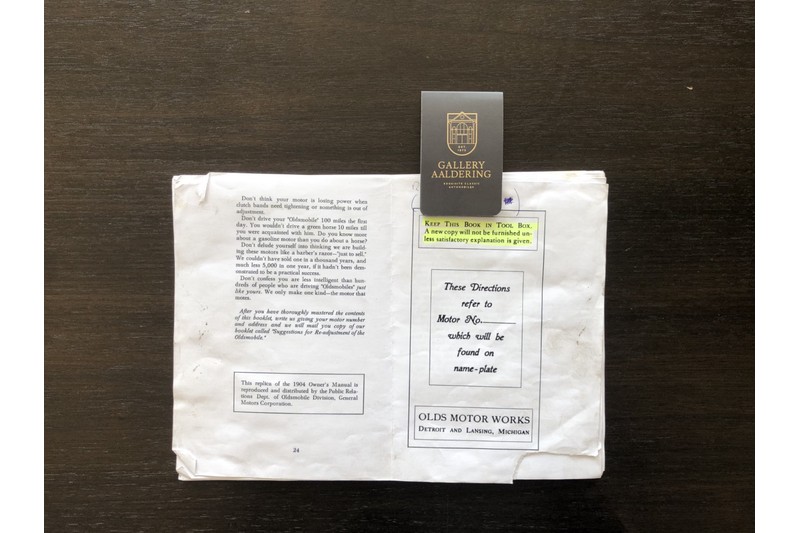 Don't think your motor is losing power when
clutch bands need tightening or something is out of
adjustment.
Don't drive your "Oldsmobile" 100 miles the first
day. You wouldn't drive a green horse 10 miles till
you were acquainted with him. Do you know more
about a gasoline motor than you do about a horse?
Don't delude yourself into thinking we are build-
ing these motors like a barber's razor—"just to sell."
We couldn't have sold one in a thousand years, and
much less 5,000 in one year, if it hadn't been dem-
onstrated to be a practical success.
Don't confess you are less intelligent than hun-
dreds of people who are driving "Oldsmobiles" just
like yours. We only make one kind—the motor that
motes.
After you have thoroughly mastered the contents
of this booklet, write us giving your motor number
and address and we will mail you copy of our
booklet called "Suggestions for Re-adjustment of the
Oldsmobile."
This replica of the 1904 Owner's Manual is
reproduced and distributed by the Public Rela-
tions Dept. of Oldsmobile Division, General
Motors Corporation.
24
EST.
1975
GALLERY
AALDERING
EXQUISITE CLASSIC
AUTOMOBILES
KEEP THIS BOOK IN TOOL BOX.
A new copy will not be furnished un-
less satisfactory explanation is given.
These Directions
refer to
Motor No.
which will be
found on
name-plate
OLDS MOTOR WORKS
DETROIT AND LANSING, MICHIGAN